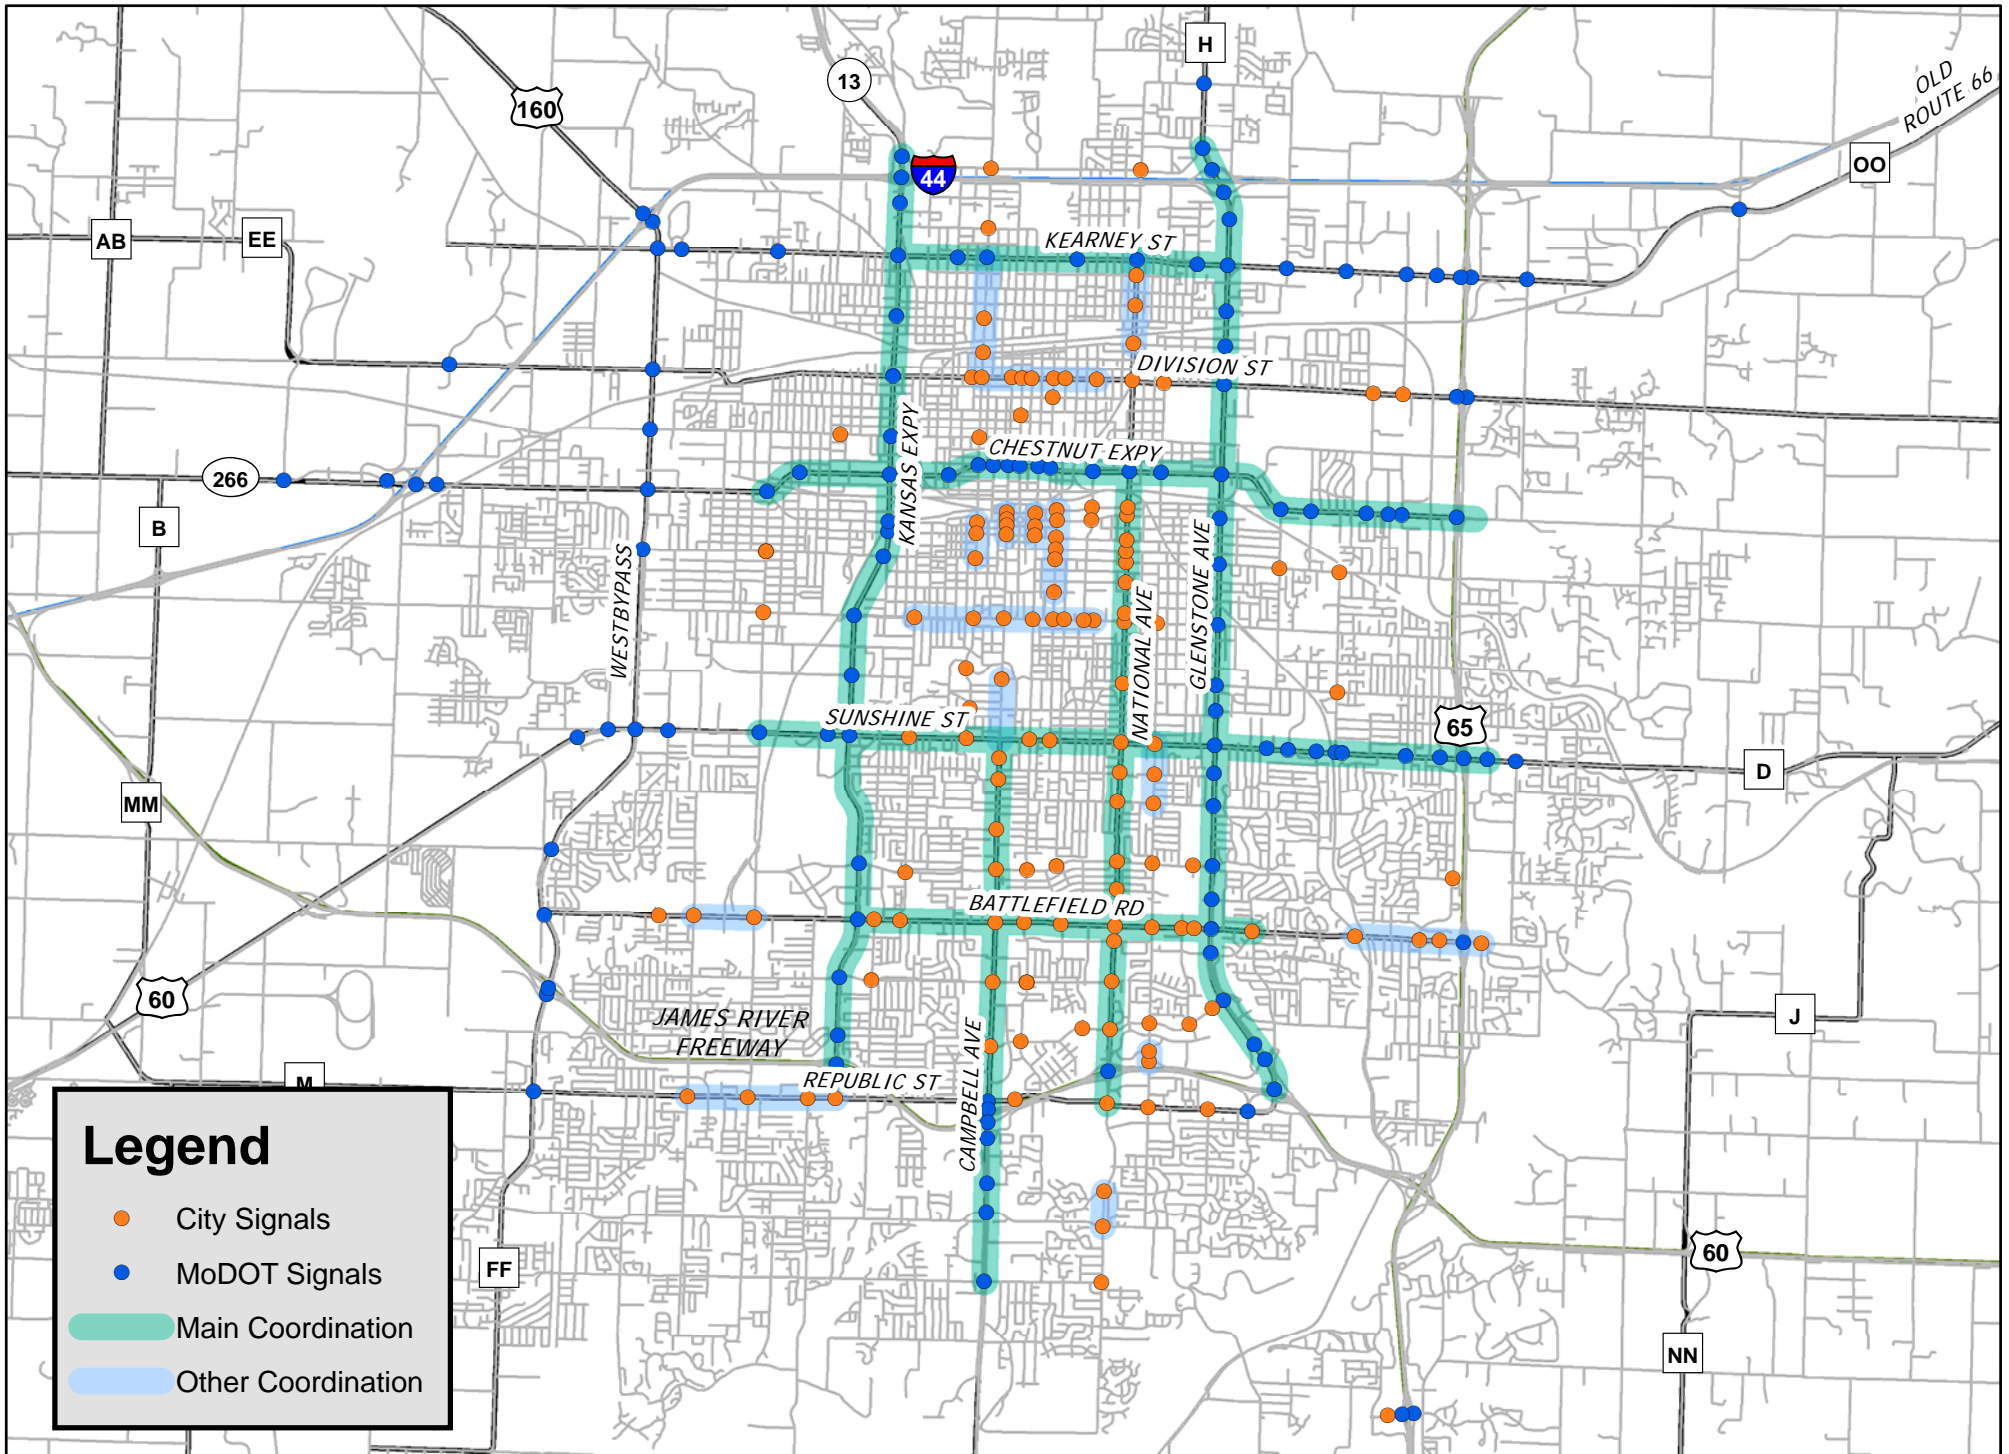 H
13
OLD
ROUTE 66
160
44
OO
AB
EE
KEARNEY ST
DIVISION ST
KANSAS EXPY
CHESTNUT EXPY
266
B
WESTBYPASS
GLENSTONE AVE
NATIONAL AVE
SUNSHINE ST
65
D
MM
BATTLEFIELD RD
60
JAMES RIVER
FREEWAY
J
CAMPBELL AVE
M
REPUBLIC ST
Legend
City Signals
MoDOT Signals
Main Coordination
Other Coordination
FF
60
NN